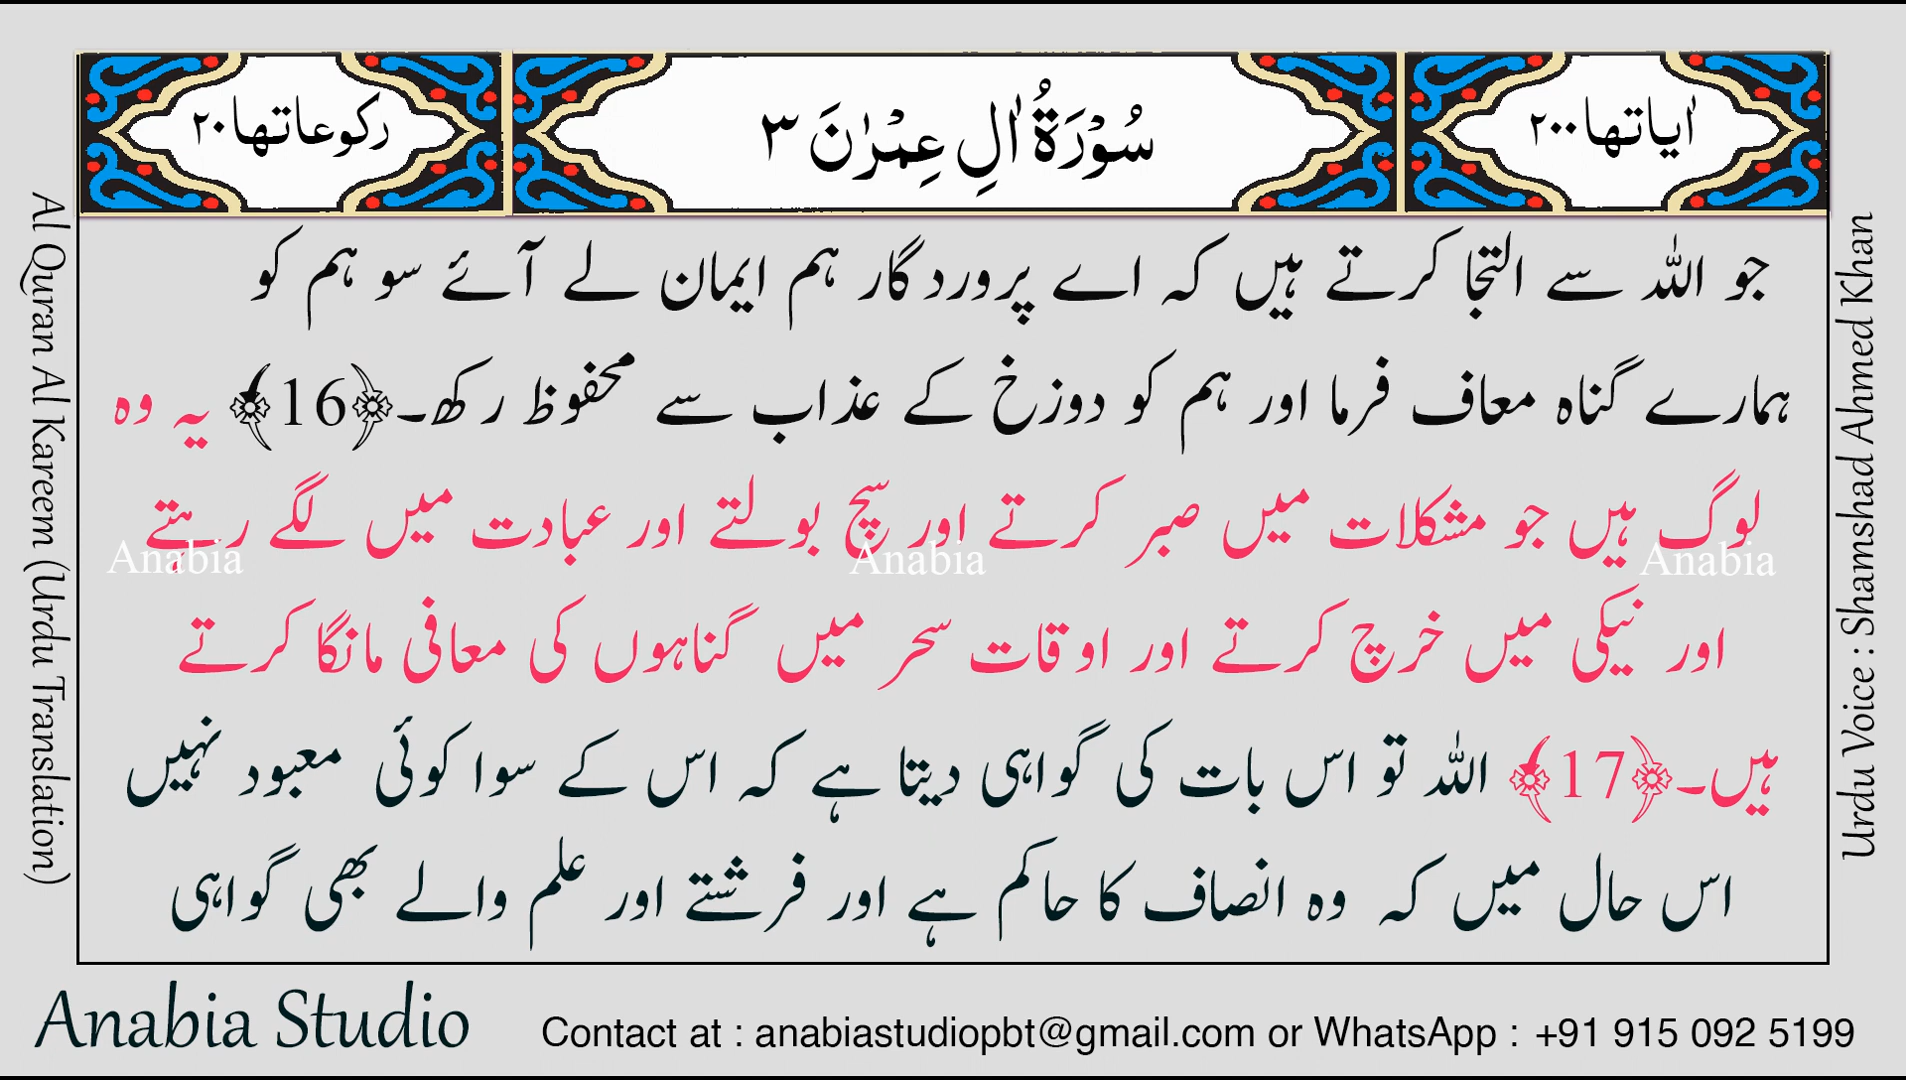 اٰیاتھا۲۰۰
سُوۡرَۃُ اٰلِ عِمۡرٰنَ ۳
رکوعاتھا۲۰
جو اللہ سے التجا کرتے ہیں کہ اے پروردگار ہم ایمان لے آئے سو ہم کو
ہمارے گناہ معاف فرما اور ہم کو دوزخ کے عذاب سے محفوظ رکھ۔﴿16﴾ یہ وہ
لوگ ہیں جو مشکلات میں صبر کرتے اور سچ بولتے اور عبادت میں لگے رہتے
اور نیکی میں خرچ کرتے اور اوقات سحر میں گناہوں کی معافی مانگا کرتے
ہیں۔﴿17﴾ اللہ تو اس بات کی گواہی دیتا ہے کہ اس کے سوا کوئی معبود نہیں
اس حال میں کہ وہ انصاف کا حاکم ہے اور فرشتے اور علم والے بھی گواہی
Anabia Anabia Anabia
Al Quran Al Kareem (Urdu Translation)
Urdu Voice : Shamshad Ahmed Khan
Anabia Studio
Contact at : anabiastudiopbt@gmail.com or WhatsApp : +91 915 092 5199